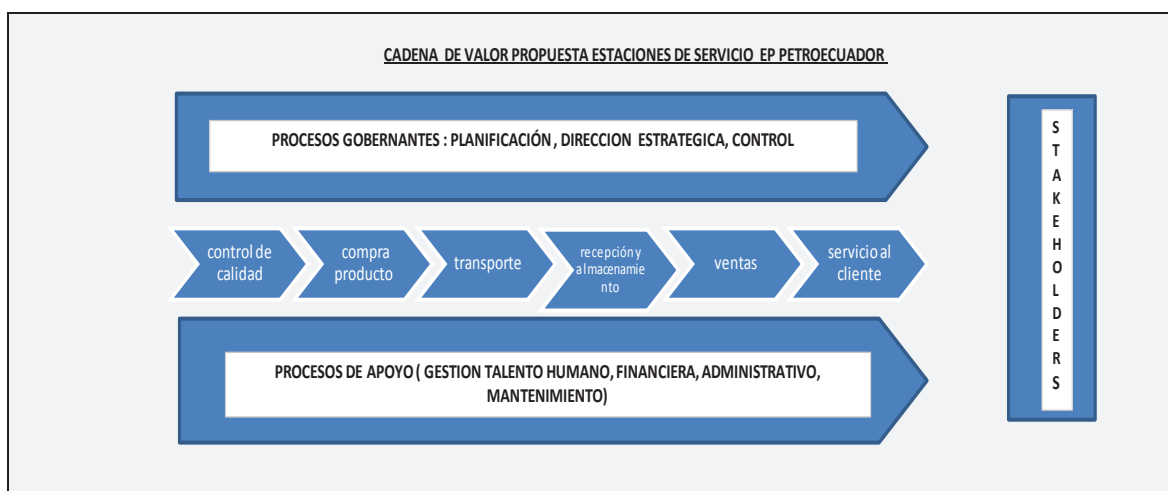 CADENA DE VALOR PROPUESTA ESTACIONES DE SERVICIO EP PETROECUADOR
PROCESOS GOBERNANTES : PLANIFICACIÓN , DIRECCION ESTRATEGICA, CONTROL
control de
calidad
compra
producto
transporte
recepción y
almacenamie
nto
ventas
servicio al
cliente
PROCESOS DE APOYO ( GESTION TALENTO HUMANO, FINANCIERA, ADMINISTRATIVO,
MANTENIMIENTO)
S
T
A
K
E
H
O
L
D
E
R
S